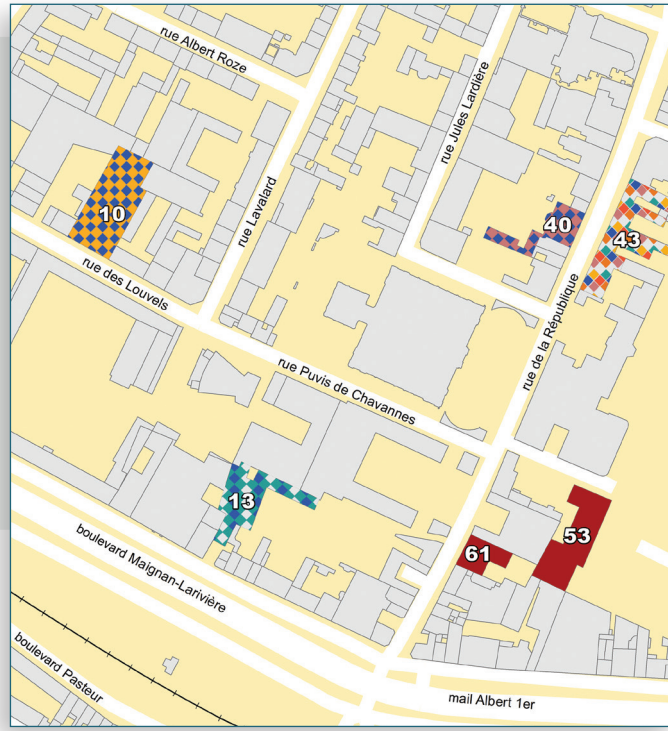 rue Albert Roze
rue Jules Lardière
10
rue Lavalard
40
43
rue des Louvels
rue de la République
rue Puvis de Chavannes
13
53
61
boulevard Maignan-Larivière
boulevard Pasteur
mail Albert 1er